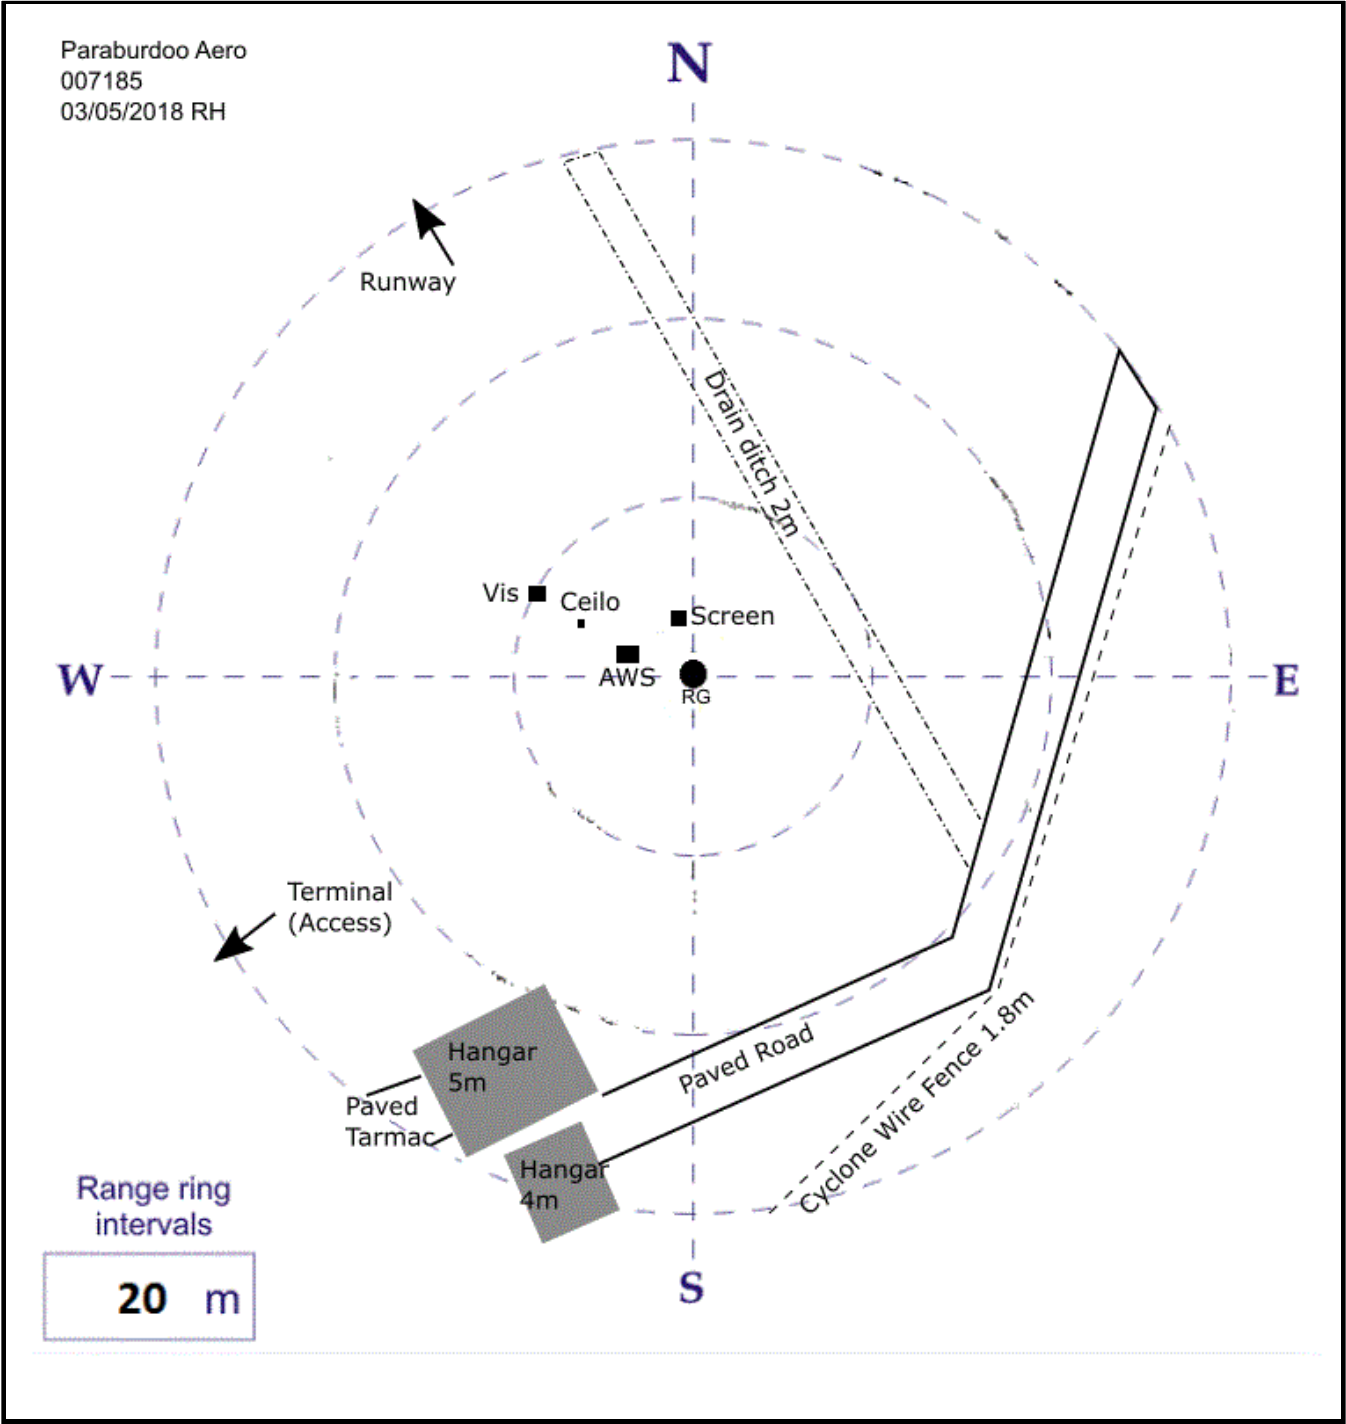 Paraburdoo Aero
007185
03/05/2018 RH
N
Runway
Drain ditch 2m
Vis
Ceilo
Screen
AWS
RG
W
E
Terminal
(Access)
Hangar
5m
Paved
Tarmac
Paved Road
Cyclone Wire Fence 1.8m
Hangar
4m
Range ring
intervals
20 m
S